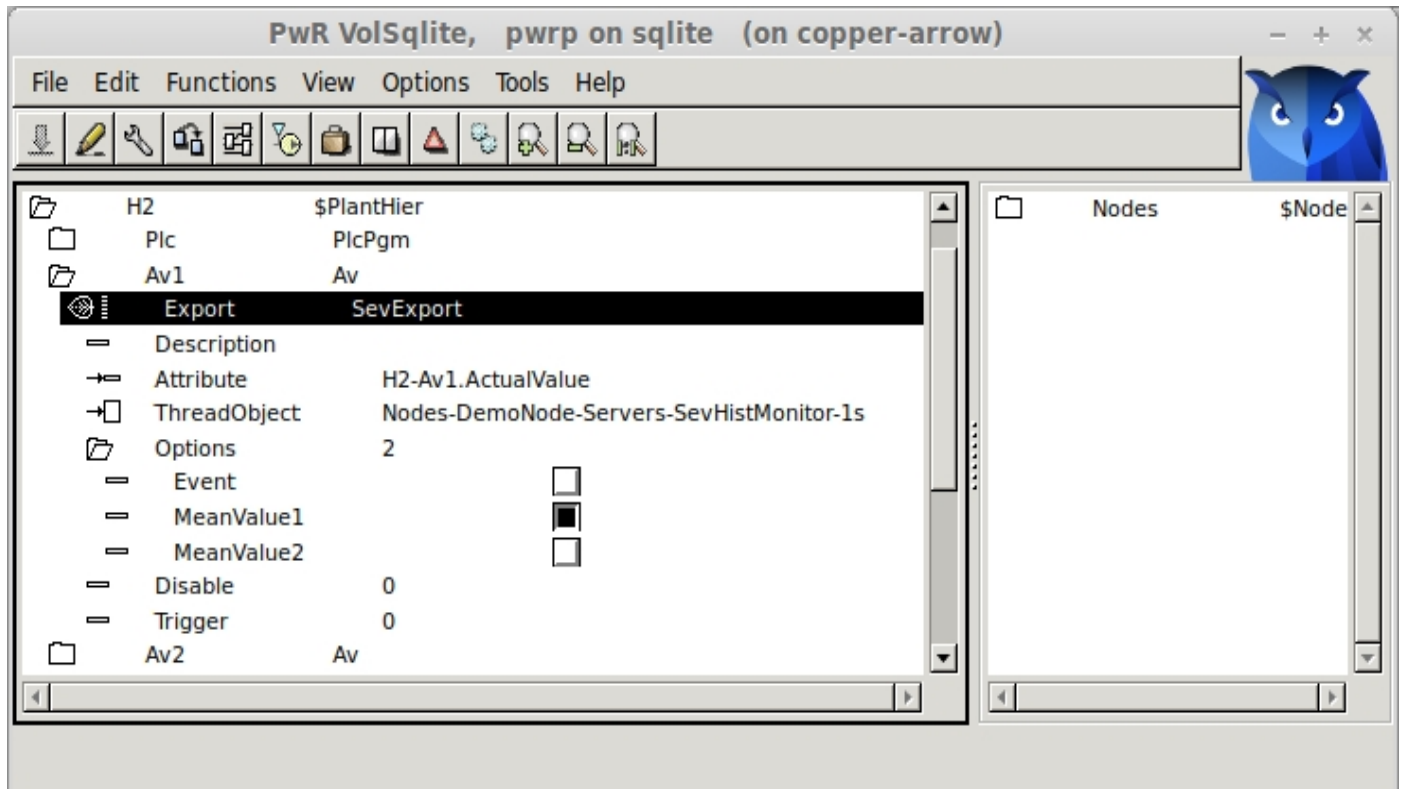 PwR VolSqlite, pwrp on sqlite (on copper-arrow)
File Edit Functions View Options Tools Help
H2 $PlantHier
Plc PlcPgm
Av1 Av
Export SevExport
Description
Attribute H2-Av1.ActualValue
ThreadObject Nodes-DemoNode-Servers-SevHistMonitor-1s
Options 2
Event
MeanValue1
MeanValue2
Disable 0
Trigger 0
Av2 Av
Nodes $Node